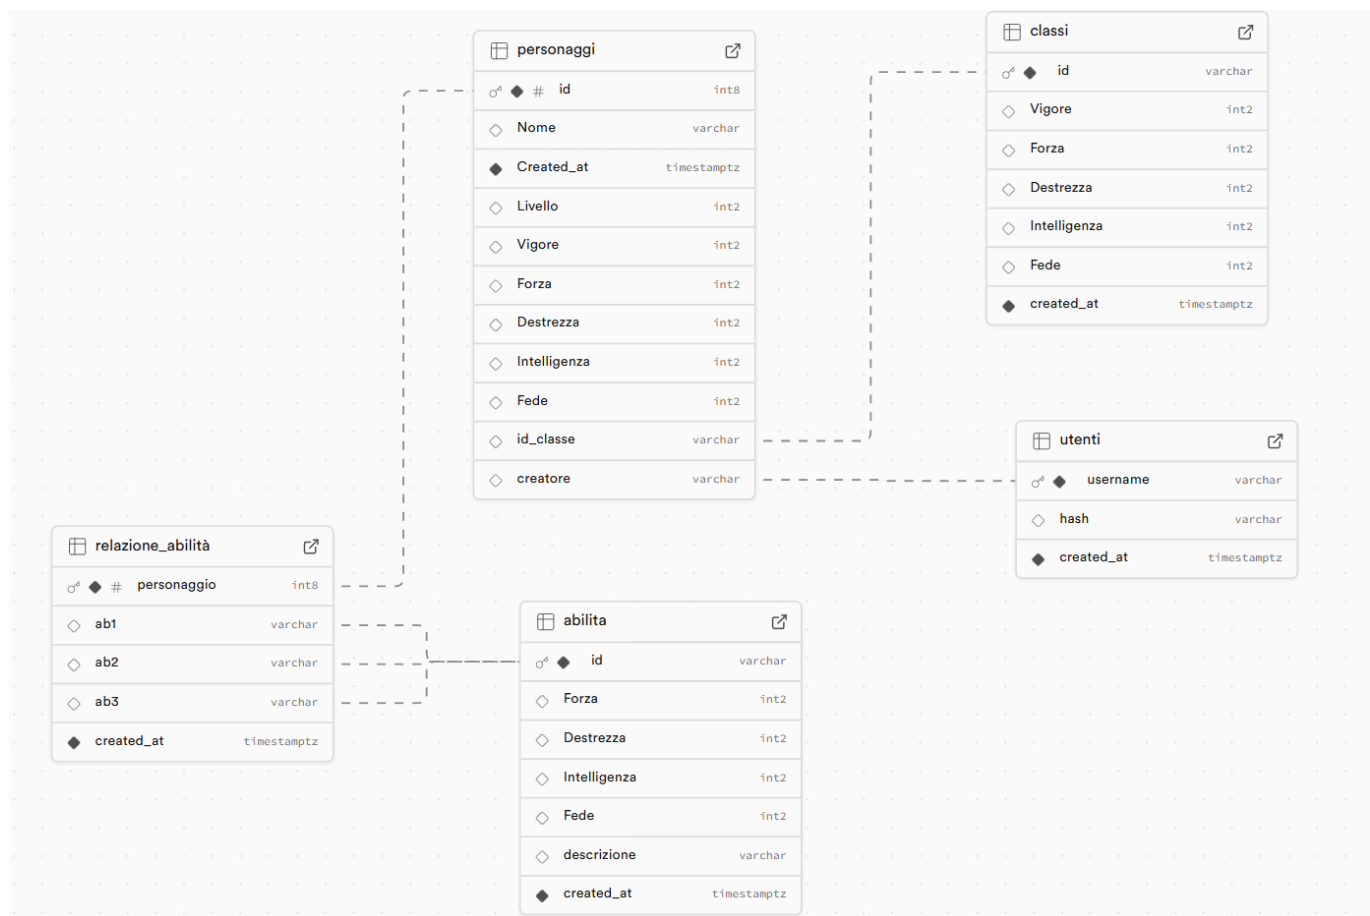 personaggi
# id int8
Nome varchar
Created_at timestamptz
Livello int2
Vigore int2
Forza int2
Destrezza int2
Intelligenza int2
Fede int2
id_classe varchar
creatore varchar
classi
id varchar
Vigore int2
Forza int2
Destrezza int2
Intelligenza int2
Fede int2
created_at timestamptz
utenti
username varchar
hash varchar
created_at timestamptz
relazione_abilità
# personaggio int8
ab1 varchar
ab2 varchar
ab3 varchar
created_at timestamptz
abilita
id varchar
Forza int2
Destrezza int2
Intelligenza int2
Fede int2
descrizione varchar
created_at timestamptz